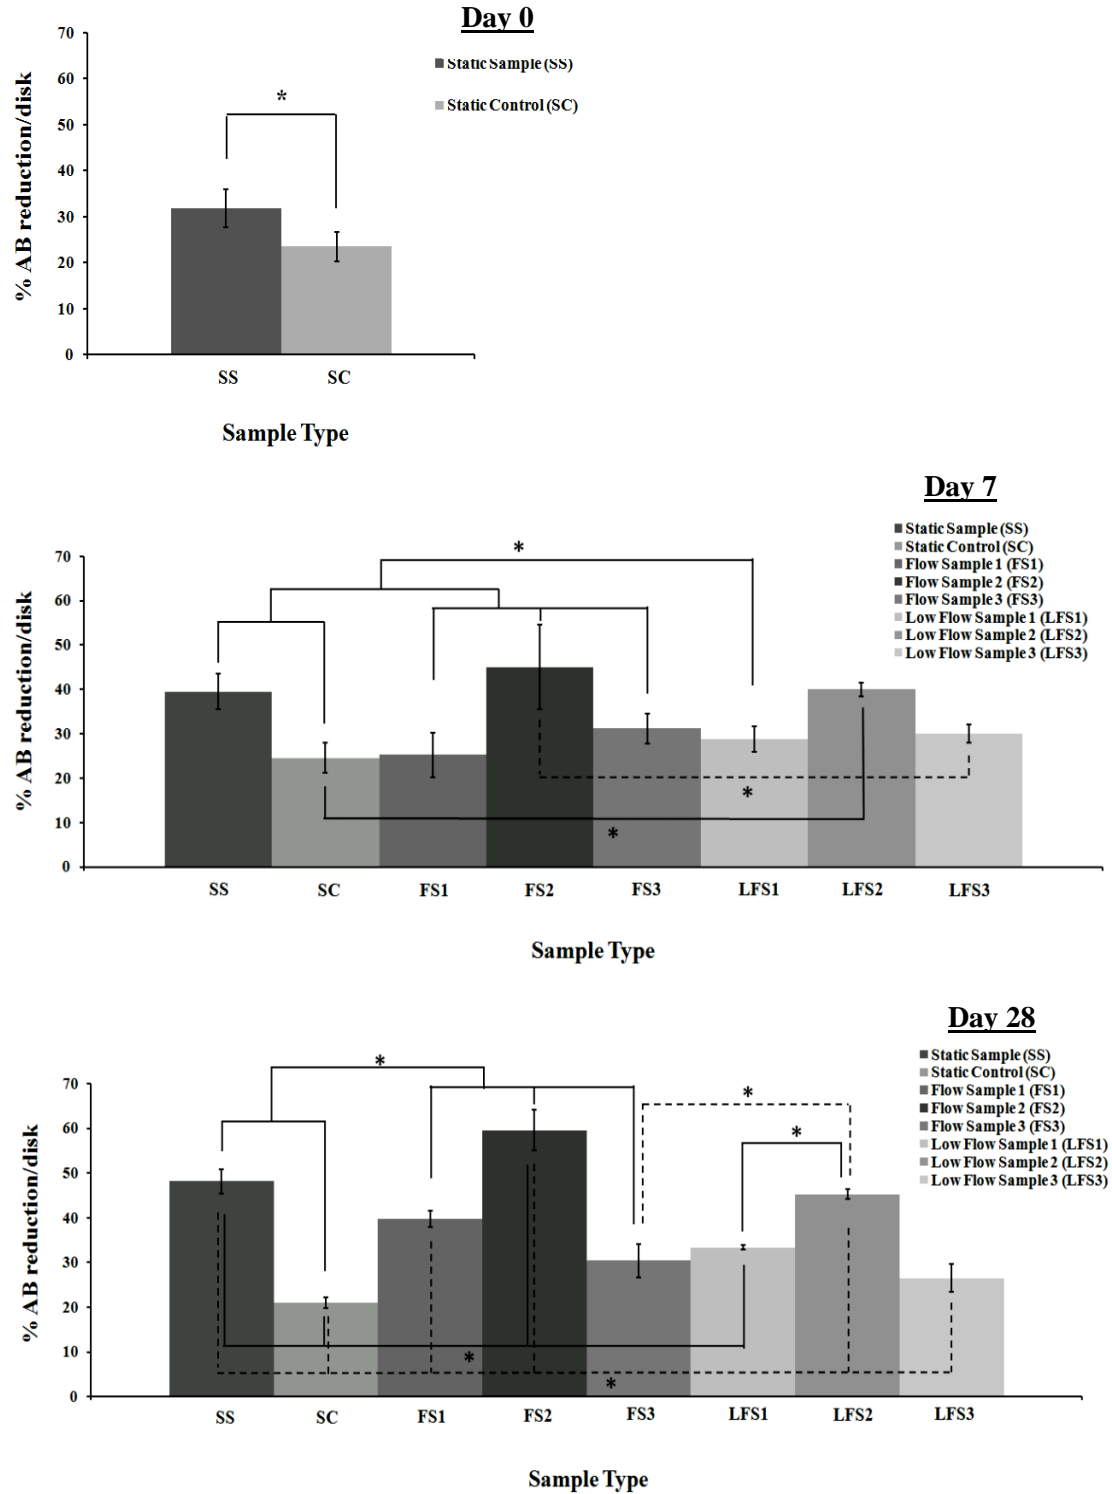 Day 0
Static Sample (SS)
Static Control (SC)
% AB reduction/disk
70
60
50
40
30
20
10
0
*
SS SC
Sample Type
Day 7
Static Sample (SS)
Static Control (SC)
Flow Sample 1 (FS1)
Flow Sample 2 (FS2)
Flow Sample 3 (FS3)
Low Flow Sample 1 (LFS1)
Low Flow Sample 2 (LFS2)
Low Flow Sample 3 (LFS3)
% AB reduction/disk
70
60
50
40
30
20
10
0
*
*
*
SS SC FS1 FS2 FS3 LFS1 LFS2 LFS3
Sample Type
Day 28
Static Sample (SS)
Static Control (SC)
Flow Sample 1 (FS1)
Flow Sample 2 (FS2)
Flow Sample 3 (FS3)
Low Flow Sample 1 (LFS1)
Low Flow Sample 2 (LFS2)
Low Flow Sample 3 (LFS3)
% AB reduction/disk
70
60
50
40
30
20
10
0
*
*
*
*
*
SS SC FS1 FS2 FS3 LFS1 LFS2 LFS3
Sample Type